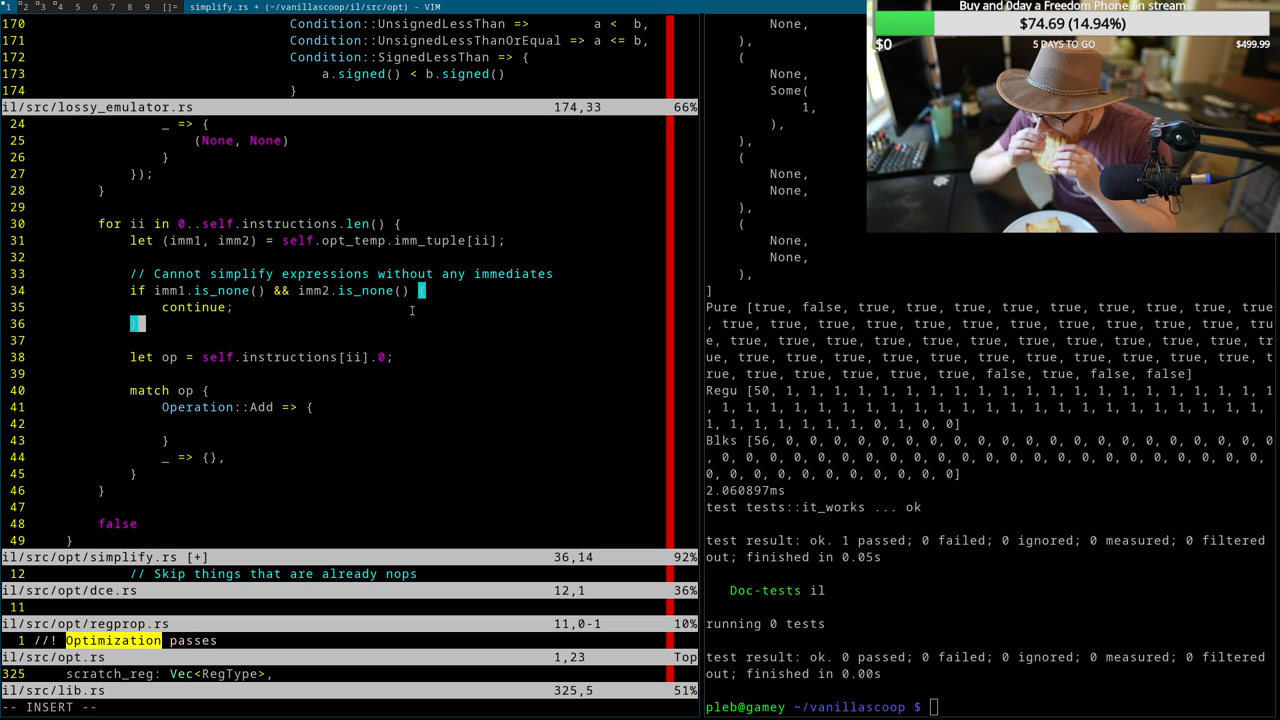 1 2 3 4 5 6 7 8 9 []= simplify.rs + (~/vanillascoop/il/src/opt) - VIM
170 Condition::UnsignedLessThan => a < b,
171 Condition::UnsignedLessThanOrEqual => a <= b,
172 Condition::SignedLessThan => {
173 a.signed() < b.signed()
174 }
il/src/lossy_emulator.rs 174,33 66%
24 _ => {
25 (None, None)
26 }
27 });
28 }
29
30 for ii in 0..self.instructions.len() {
31 let (imm1, imm2) = self.opt_temp.imm_tuple[ii];
32
33 // Cannot simplify expressions without any immediates
34 if imm1.is_none() && imm2.is_none() {
35 continue;
36 }
37
38 let op = self.instructions[ii].0;
39
40 match op {
41 Operation::Add => {
42
43 }
44 _ => {},
45 }
46 }
47
48 false
49 }
il/src/opt/simplify.rs [+] 36,14 92%
12 // Skip things that are already nops
il/src/opt/dce.rs 12,1 36%
11
il/src/opt/regprop.rs 11,0-1 10%
1 //! Optimization passes
il/src/opt.rs 1,23 Top
325 scratch_reg: Vec<RegType>,
il/src/lib.rs 325,5 51%
-- INSERT --
None,
),
(
None,
Some(
1,
),
),
(
None,
None,
),
(
None,
None,
),
]
Pure [true, false, true, true, true, true, true, true, true, true, true
, true, true, true, true, true, true, true, true, true, true, true, tru
e, true, true, true, true, true, true, true, true, true, true, true, tr
ue, true, true, true, true, true, true, true, true, true, true, true, t
rue, true, true, true, true, true, false, true, false, false]
Regu [50, 1, 1, 1, 1, 1, 1, 1, 1, 1, 1, 1, 1, 1, 1, 1, 1, 1, 1, 1, 1, 1
, 1, 1, 1, 1, 1, 1, 1, 1, 1, 1, 1, 1, 1, 1, 1, 1, 1, 1, 1, 1, 1, 1, 1,
1, 1, 1, 1, 1, 1, 1, 0, 1, 0, 0]
Blks [56, 0, 0, 0, 0, 0, 0, 0, 0, 0, 0, 0, 0, 0, 0, 0, 0, 0, 0, 0, 0, 0
, 0, 0, 0, 0, 0, 0, 0, 0, 0, 0, 0, 0, 0, 0, 0, 0, 0, 0, 0, 0, 0, 0, 0,
0, 0, 0, 0, 0, 0, 0, 0, 0, 0, 0]
2.060897ms
test tests::it_works ... ok
test result: ok. 1 passed; 0 failed; 0 ignored; 0 measured; 0 filtered
out; finished in 0.05s
Doc-tests il
running 0 tests
test result: ok. 0 passed; 0 failed; 0 ignored; 0 measured; 0 filtered
out; finished in 0.00s
pleb@gamey ~/vanillascoop $
Buy and 0day a Freedom Phone on stream
$74.69 (14.94%)
$0 5 DAYS TO GO $499.99